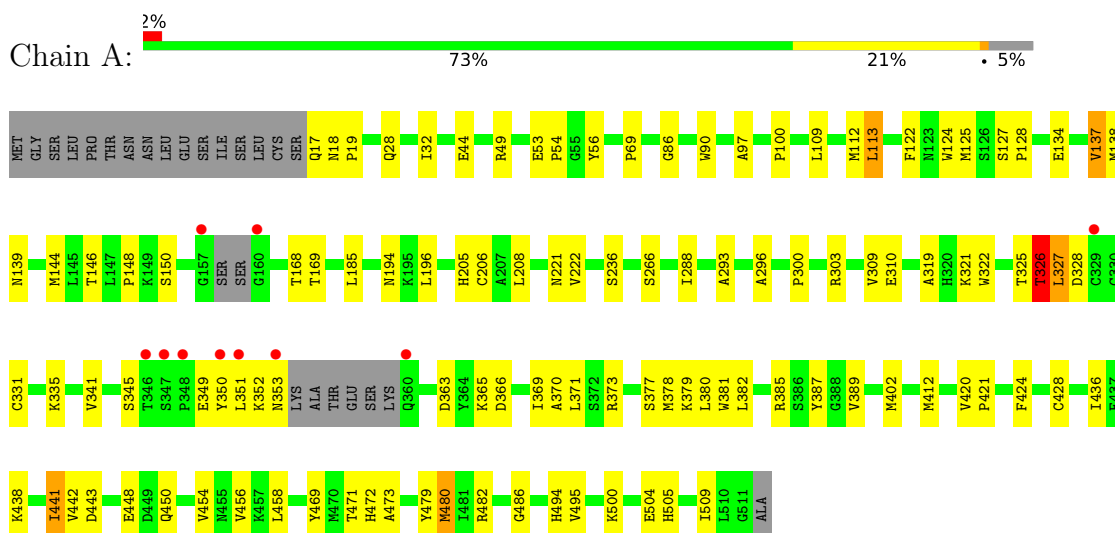 2%
Chain A:
73% 21% • 5%
MET GLY SER LEU PRO THR ASN ASN LEU GLU SER ILE SER LEU CYS SER Q17 N18 P19 Q28 I32 E44 R49 E53 P54 G55 Y56 P69 G86 W90 A97 P100 L109 M112 L113 F122 N123 W124 M125 S126 S127 P128 E134 V137 M138
N139 M144 L145 T146 L147 P148 K149 S150 G157 SER SER G160 T168 T169 L185 N194 K195 L196 H205 C206 A207 L208 N221 V222 S236 S266 I288 A293 A296 P300 R303 V309 E310 A319 H320 K321 W322 T325 T326 L327 D328 C329 G330
C331 K335 V341 S345 T346 S347 P348 E349 Y350 L351 K352 N353 LYS ALA THR GLU SER LYS Q360 D363 Y364 K365 D366 I369 A370 L371 S372 R373 S377 M378 K379 L380 W381 L382 R385 S386 Y387 G388 V389 M402 M412 V420 P421 F424 C428 I436 F437
K438 I441 V442 D443 E448 D449 Q450 V454 N455 V456 K457 L458 Y469 M470 T471 H472 A473 Y479 M480 I481 R482 G486 H494 V495 K500 E504 H505 I509 L510 G511 ALA